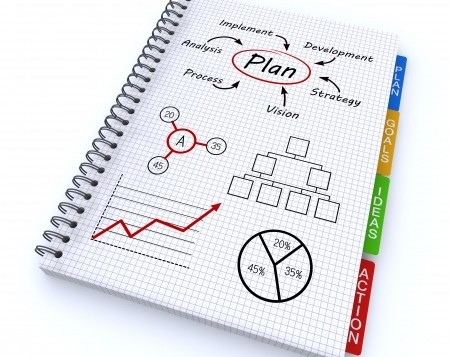 Implement
Analysis
Development
Plan
Process
Strategy
Vision
20
A
35
45
20%
45%
35%
PLAN
GOALS
IDEAS
ACTION